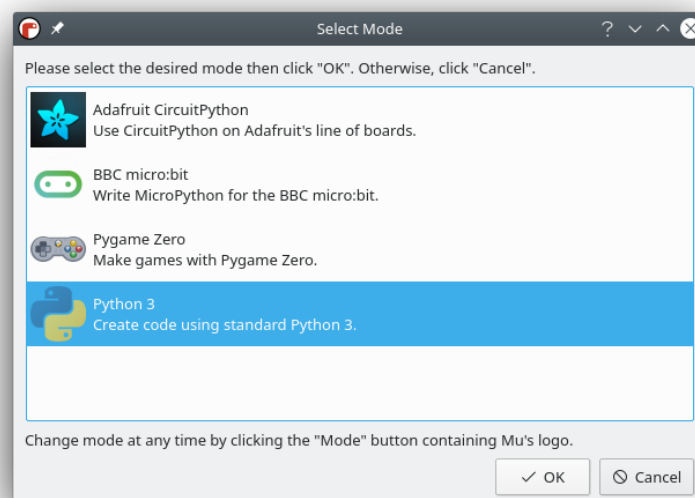 Select Mode
Please select the desired mode then click "OK". Otherwise, click "Cancel".
Adafruit CircuitPython
Use CircuitPython on Adafruit's line of boards.
BBC micro:bit
Write MicroPython for the BBC micro:bit.
Pygame Zero
Make games with Pygame Zero.
Python 3
Create code using standard Python 3.
Change mode at any time by clicking the "Mode" button containing Mu's logo.
OK Cancel